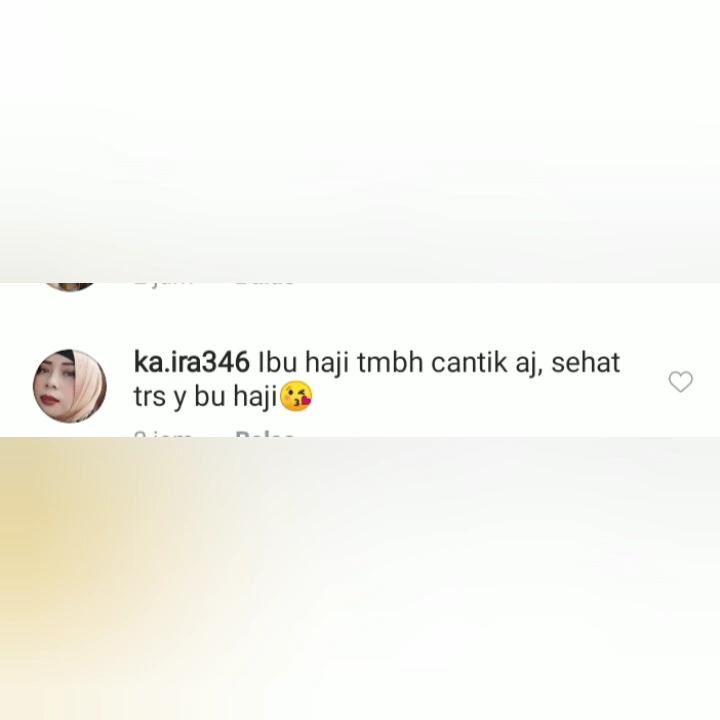 ka.ira346 Ibu haji tmbh cantik aj, sehat
trs y bu haji😘